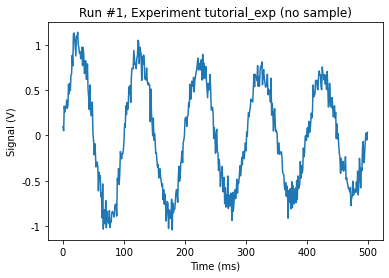 Run #1, Experiment tutorial_exp (no sample)
Signal (V)
1
0.5
0
-0.5
-1
0 100 200 300 400 500
Time (ms)